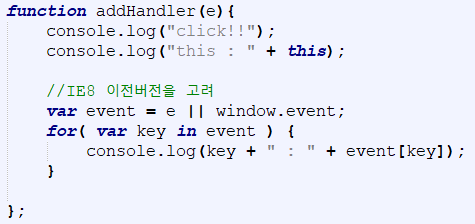 function addHandler(e){
    console.log("click!!");
    console.log("this : " + this);
    //IE8 이전버전을 고려
    var event = e || window.event;
    for( var key in event ) {
        console.log(key + " : " + event[key]);
    }
};